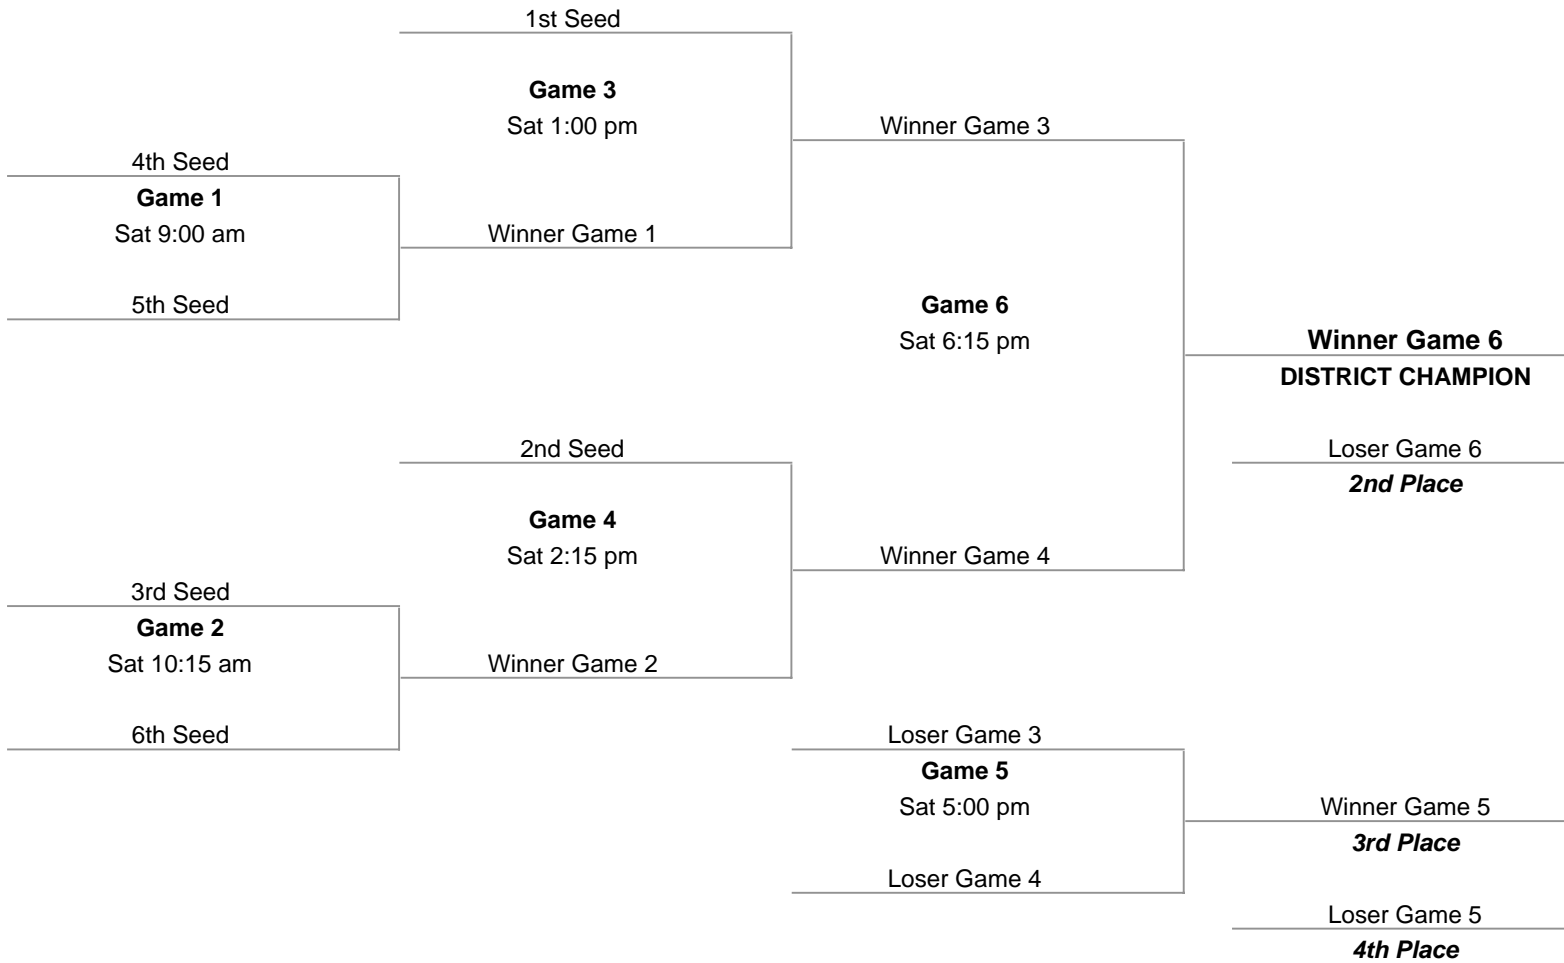 1st Seed
Game 3
Sat 1:00 pm
Winner Game 3
4th Seed
Game 1
Sat 9:00 am
Winner Game 1
5th Seed
Game 6
Sat 6:15 pm
Winner Game 6
DISTRICT CHAMPION
2nd Seed
Loser Game 6
2nd Place
Game 4
Sat 2:15 pm
Winner Game 4
3rd Seed
Game 2
Sat 10:15 am
Winner Game 2
6th Seed
Loser Game 3
Game 5
Sat 5:00 pm
Winner Game 5
3rd Place
Loser Game 4
Loser Game 5
4th Place